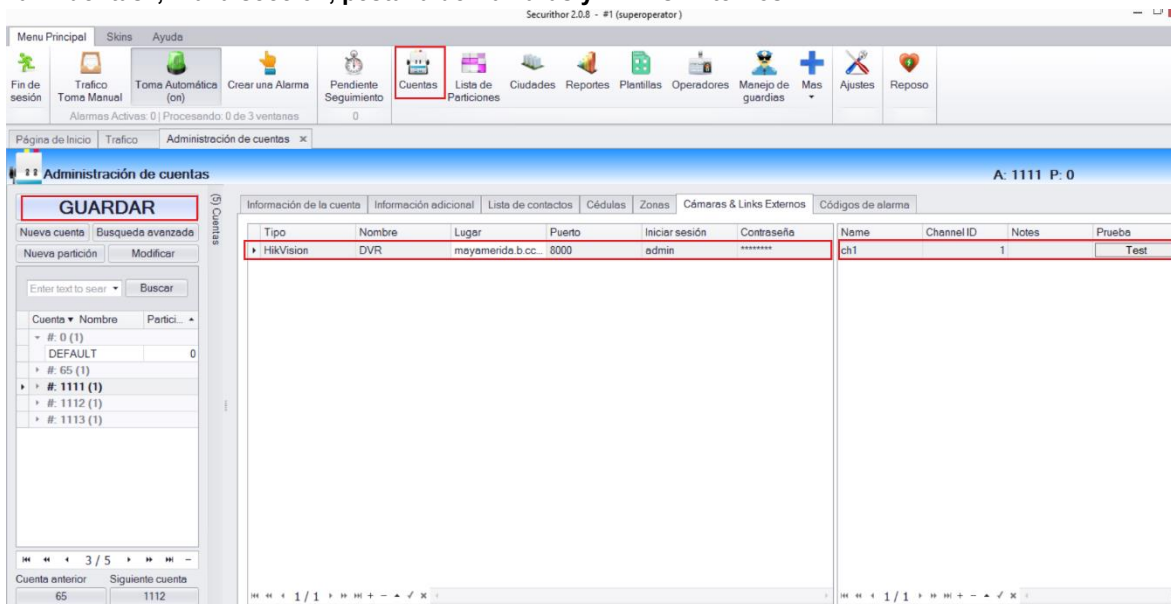 Securithor 2.0.8 - #1 (superoperator )
Menu Principal Skins Ayuda
Fin de sesión
Trafico Toma Manual
Toma Automática (on)
Crear una Alarma
Pendiente Seguimiento
Cuentas
Lista de Particiones
Ciudades
Reportes
Plantillas
Operadores
Manejo de guardias
Mas
Ajustes
Reposo
Alarmas Activas: 0 | Procesando: 0 de 3 ventanas
0
Página de Inicio Trafico Administración de cuentas x
Administración de cuentas A: 1111 P: 0
GUARDAR
Nueva cuenta Busqueda avanzada
Nueva partición Modificar
Enter text to sear Buscar
Cuenta Nombre Partici...
#: 0 (1)
DEFAULT 0
#: 65 (1)
#: 1111 (1)
#: 1112 (1)
#: 1113 (1)
3 / 5
Cuenta anterior Siguiente cuenta
65 1112
(5) Cuentas
Información de la cuenta Información adicional Lista de contactos Cédulas Zonas Cámaras & Links Externos Códigos de alarma
Tipo Nombre Lugar Puerto Iniciar sesión Contraseña
HikVision DVR mayamerida.b.cc... 8000 admin ********
Name Channel ID Notes Prueba
ch1 1 Test
1 / 1
1 / 1